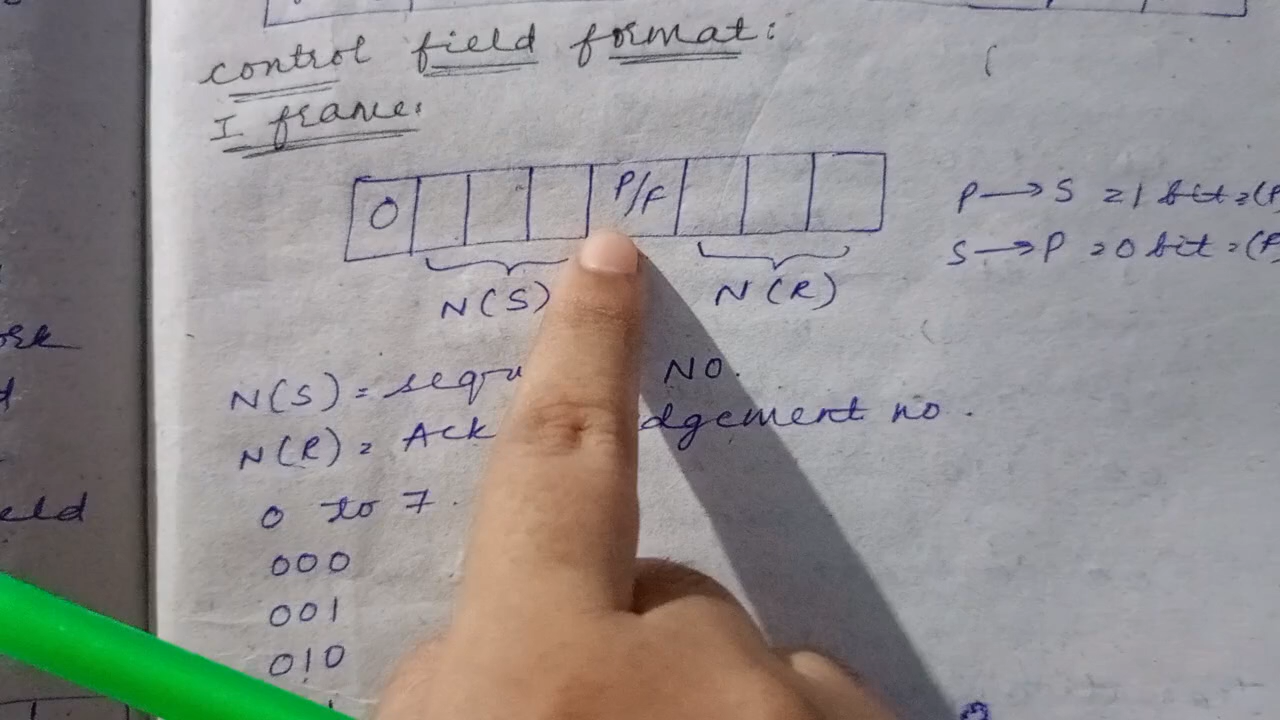 control field format:
I frame:
0 P/F
N(S) N(R)
P → S = 1 bit = (P
S → P = 0 bit = (P
N(S) = sequ NO.
N(R) = Ack dgement no.
0 to 7.
000
001
010
eld